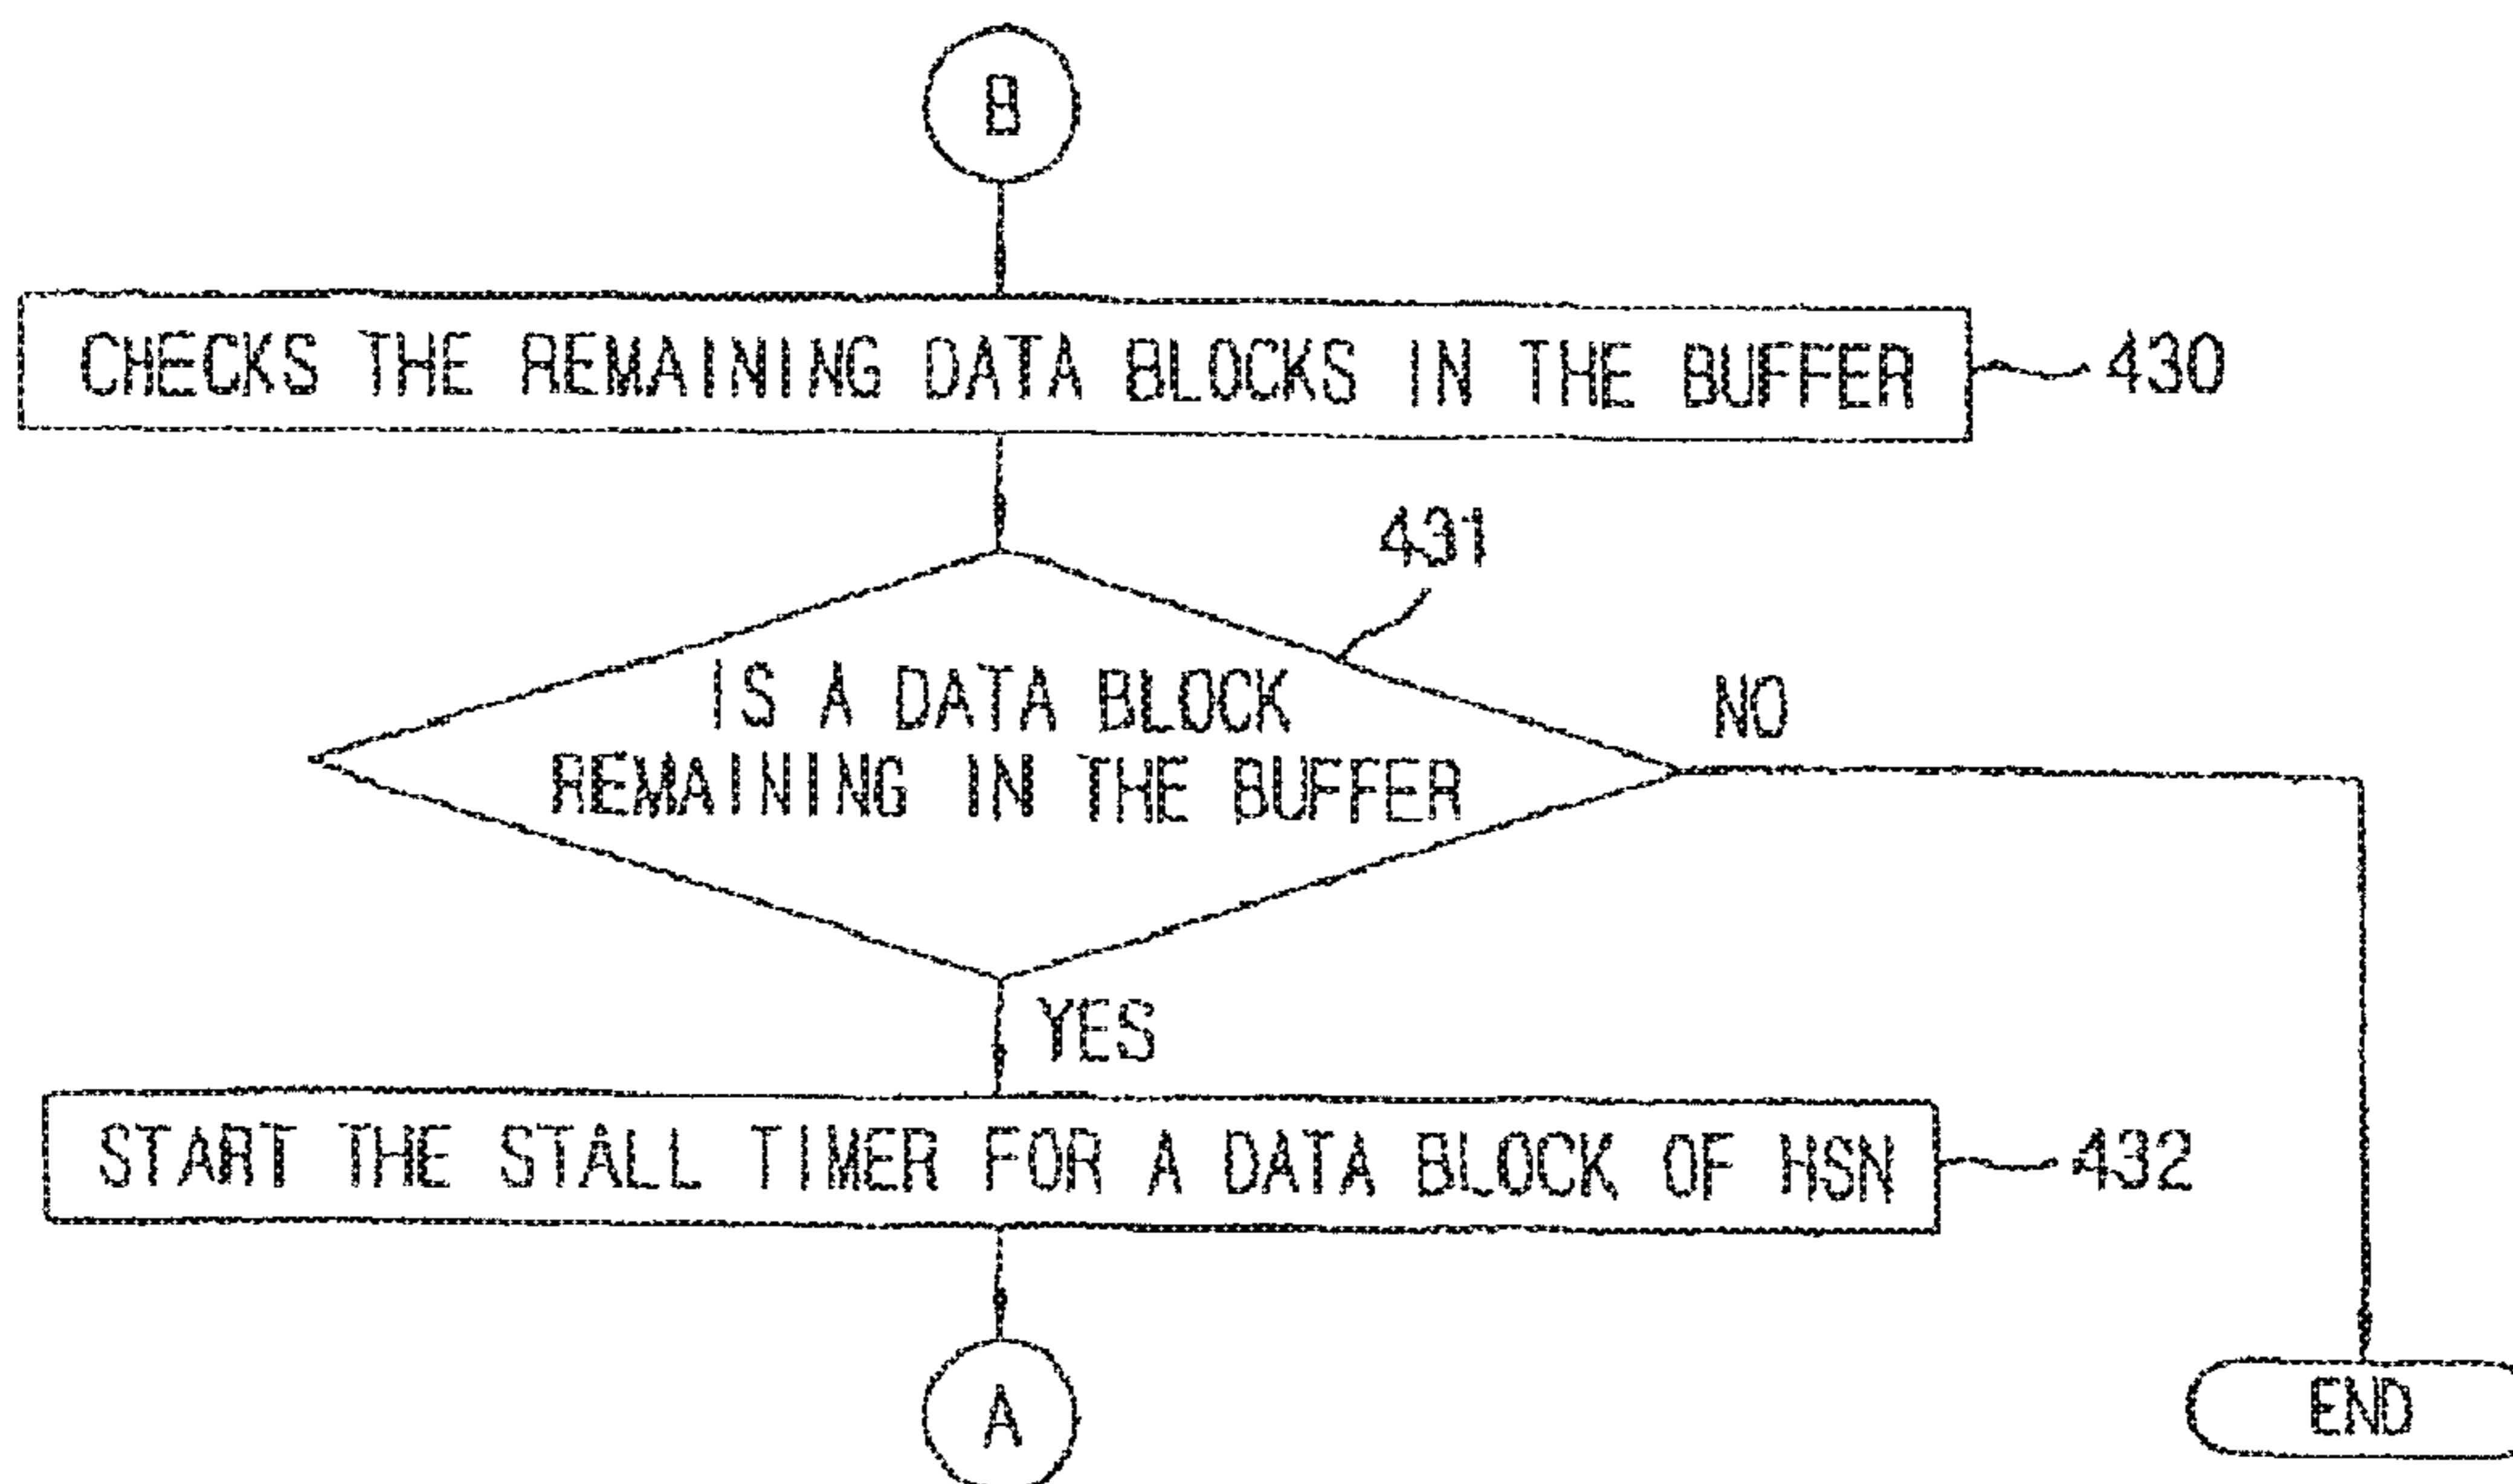 B
CHECKS THE REMAINING DATA BLOCKS IN THE BUFFER
430
431
IS A DATA BLOCK
REMAINING IN THE BUFFER
NO
YES
START THE STALL TIMER FOR A DATA BLOCK OF HSN
432
A
END